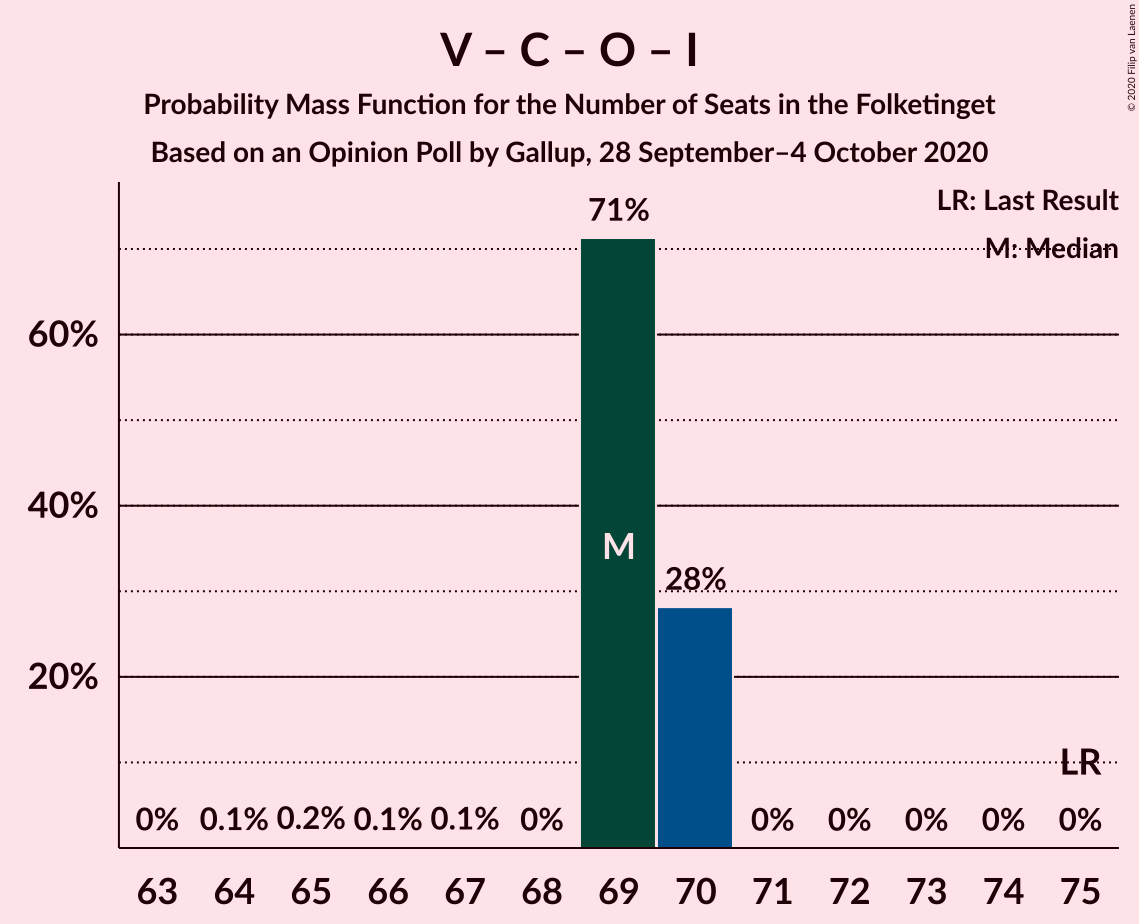 V – C – O – I
Probability Mass Function for the Number of Seats in the Folketinget
Based on an Opinion Poll by Gallup, 28 September–4 October 2020
© 2020 Filip van Laenen
LR: Last Result
M: Median
71%
60%
40%
M
28%
20%
LR
0% 0.1% 0.2% 0.1% 0.1% 0% 0% 0% 0% 0% 0%
63 64 65 66 67 68 69 70 71 72 73 74 75